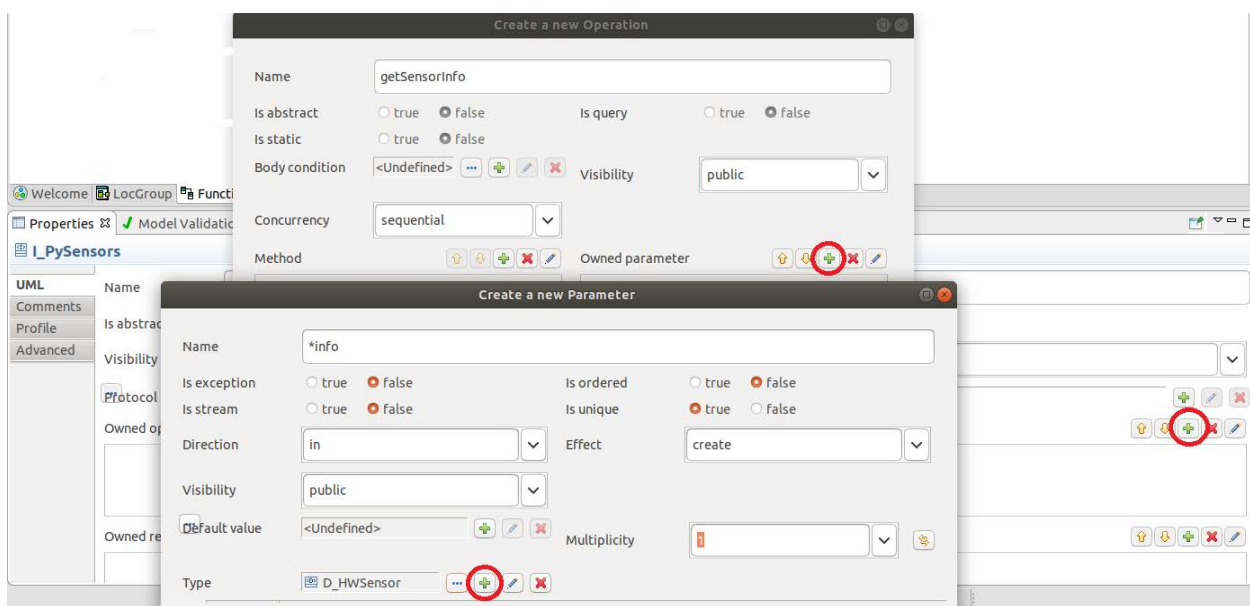 Create a new Operation
Name getSensorInfo
Is abstract true false Is query true false
Is static true false
Body condition <Undefined> Visibility public
Concurrency sequential
Method Owned parameter
Welcome LocGroup Functi
Properties Model Validatio
I_PySensors
UML
Comments
Profile
Advanced
Name
Is abstrac
Visibility
Protocol
Owned op
Owned re
Create a new Parameter
Name *info
Is exception true false Is ordered true false
Is stream true false Is unique true false
Direction in Effect create
Visibility public
Default value <Undefined> Multiplicity 1
Type D_HWSensor